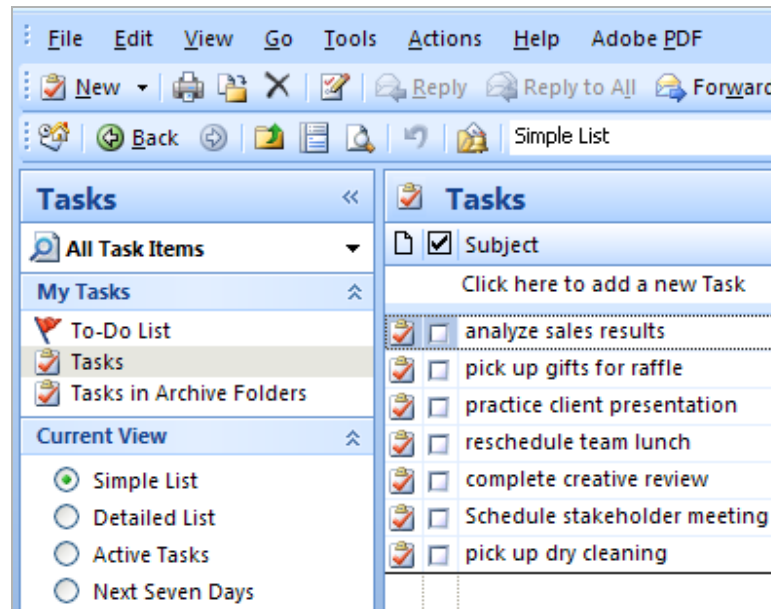 File Edit View Go Tools Actions Help Adobe PDF
New Reply Reply to All Forward
Back Simple List
Tasks
All Task Items
My Tasks
To-Do List
Tasks
Tasks in Archive Folders
Current View
Simple List
Detailed List
Active Tasks
Next Seven Days
Tasks
Subject
Click here to add a new Task
analyze sales results
pick up gifts for raffle
practice client presentation
reschedule team lunch
complete creative review
Schedule stakeholder meeting
pick up dry cleaning